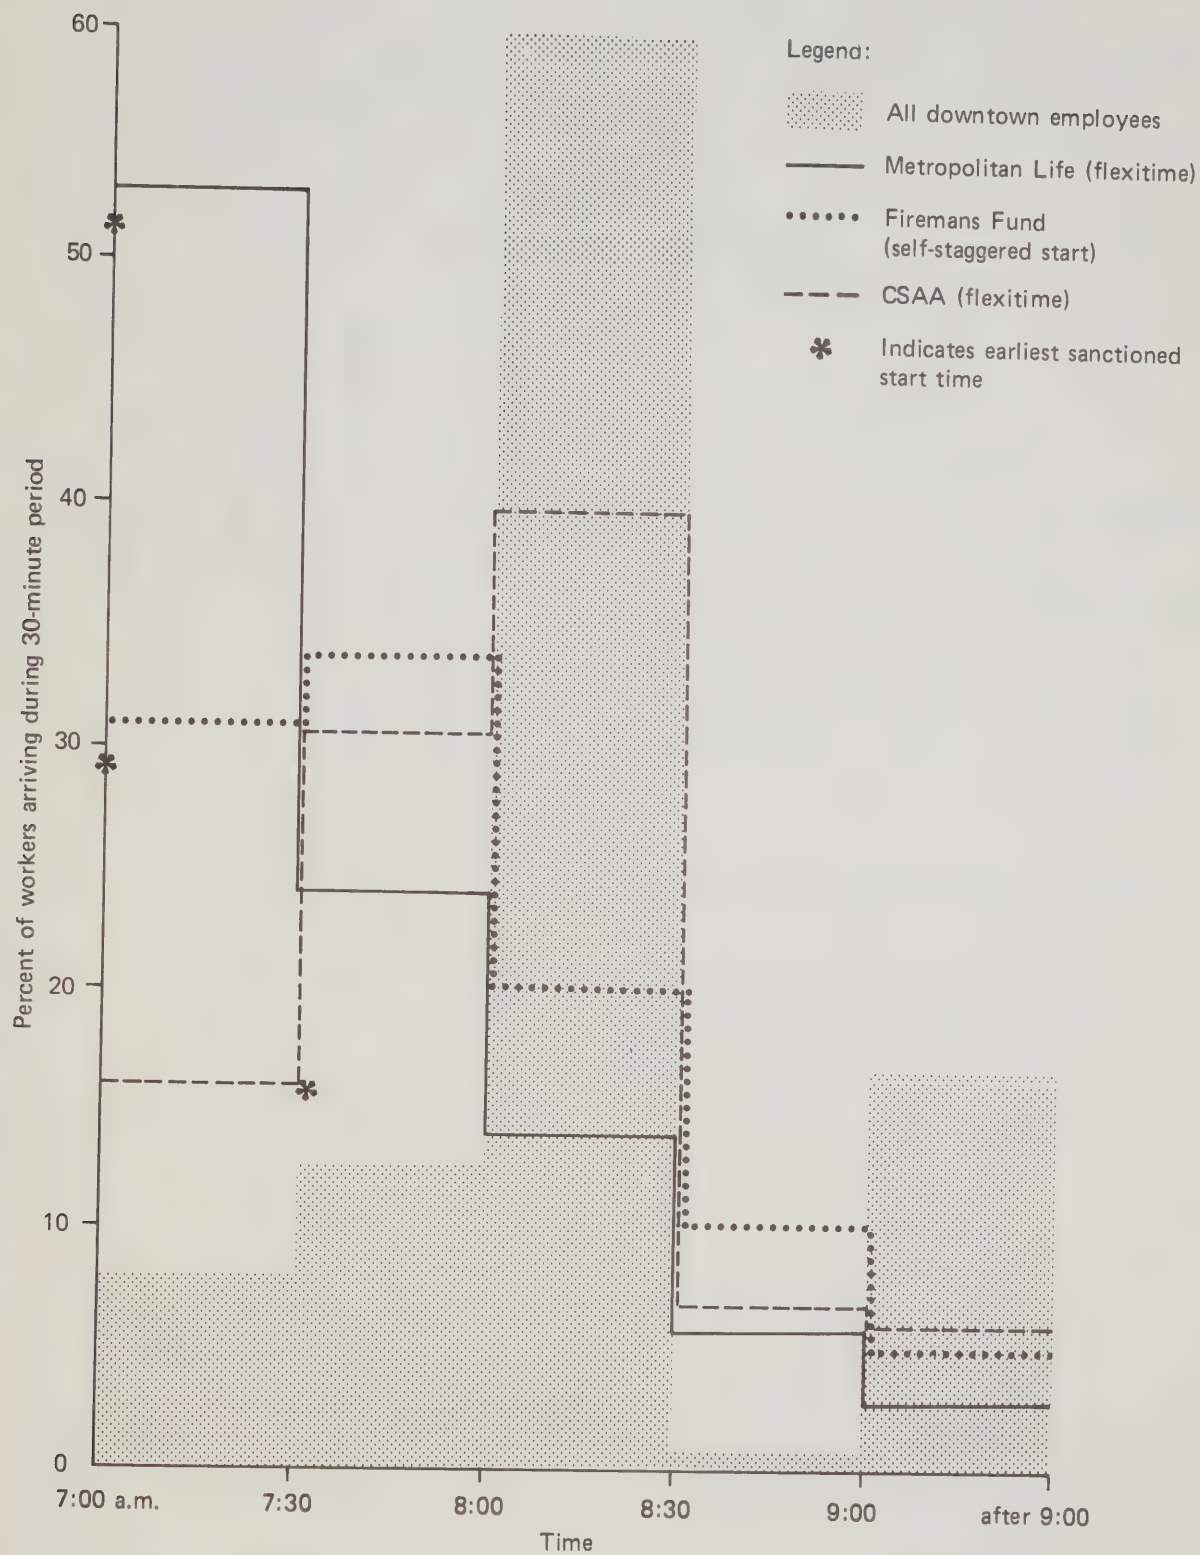 60
50
40
30
20
10
0
Percent of workers arriving during 30-minute period
Legend:
All downtown employees
Metropolitan Life (flexitime)
Firemans Fund
(self-staggered start)
CSAA (flexitime)
* Indicates earliest sanctioned
start time
7:00 a.m. 7:30 8:00 8:30 9:00 after 9:00
Time